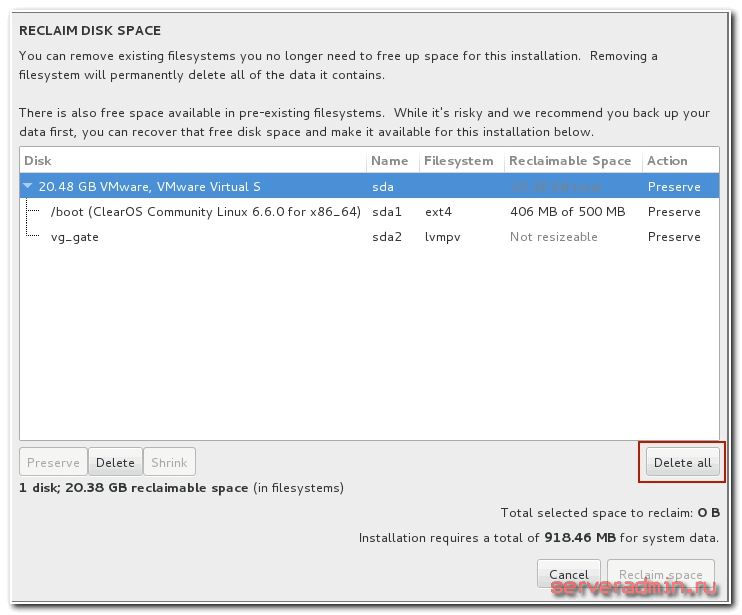 RECLAIM DISK SPACE
You can remove existing filesystems you no longer need to free up space for this installation. Removing a
filesystem will permanently delete all of the data it contains.
There is also free space available in pre-existing filesystems. While it's risky and we recommend you back up your
data first, you can recover that free disk space and make it available for this installation below.
Disk Name Filesystem Reclaimable Space Action
20.48 GB VMware, VMware Virtual S sda Preserve
/boot (ClearOS Community Linux 6.6.0 for x86_64) sda1 ext4 406 MB of 500 MB Preserve
vg_gate sda2 lvmpv Not resizeable Preserve
Preserve Delete Shrink Delete all
1 disk; 20.38 GB reclaimable space (in filesystems)
Total selected space to reclaim: 0 B
Installation requires a total of 918.46 MB for system data.
Cancel Reclaim space
serveradmin.ru